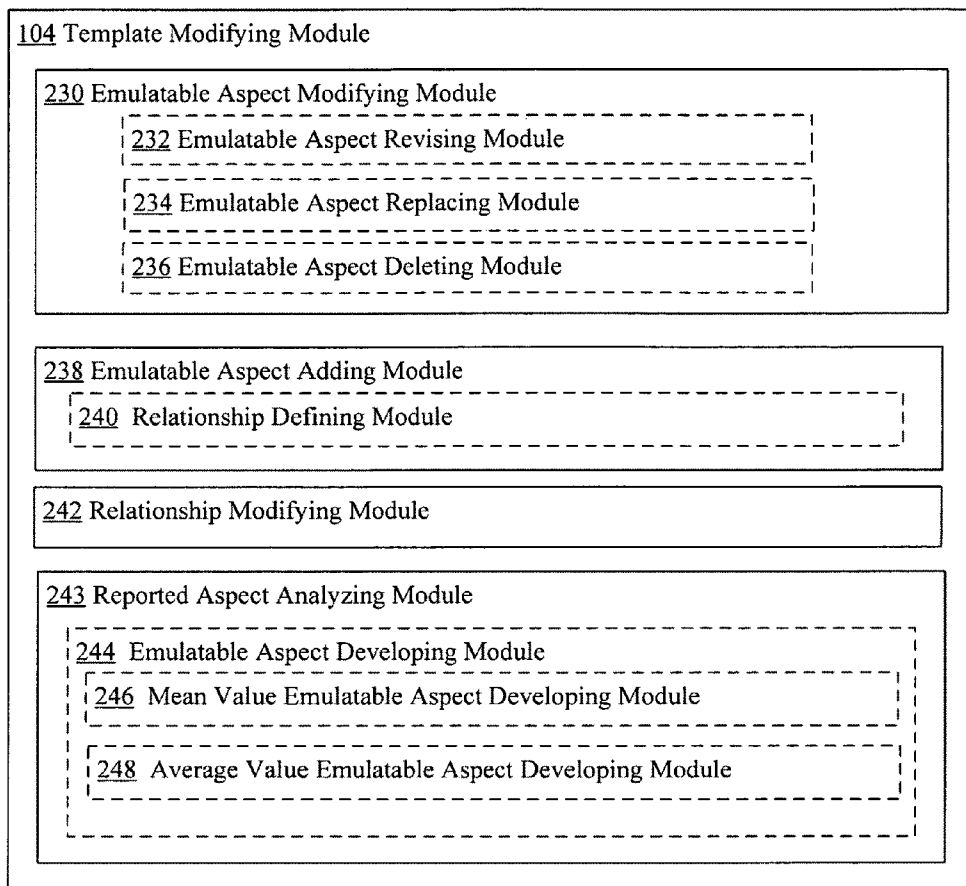 104 Template Modifying Module
230 Emulatable Aspect Modifying Module
232 Emulatable Aspect Revising Module
234 Emulatable Aspect Replacing Module
236 Emulatable Aspect Deleting Module
238 Emulatable Aspect Adding Module
240 Relationship Defining Module
242 Relationship Modifying Module
243 Reported Aspect Analyzing Module
244 Emulatable Aspect Developing Module
246 Mean Value Emulatable Aspect Developing Module
248 Average Value Emulatable Aspect Developing Module